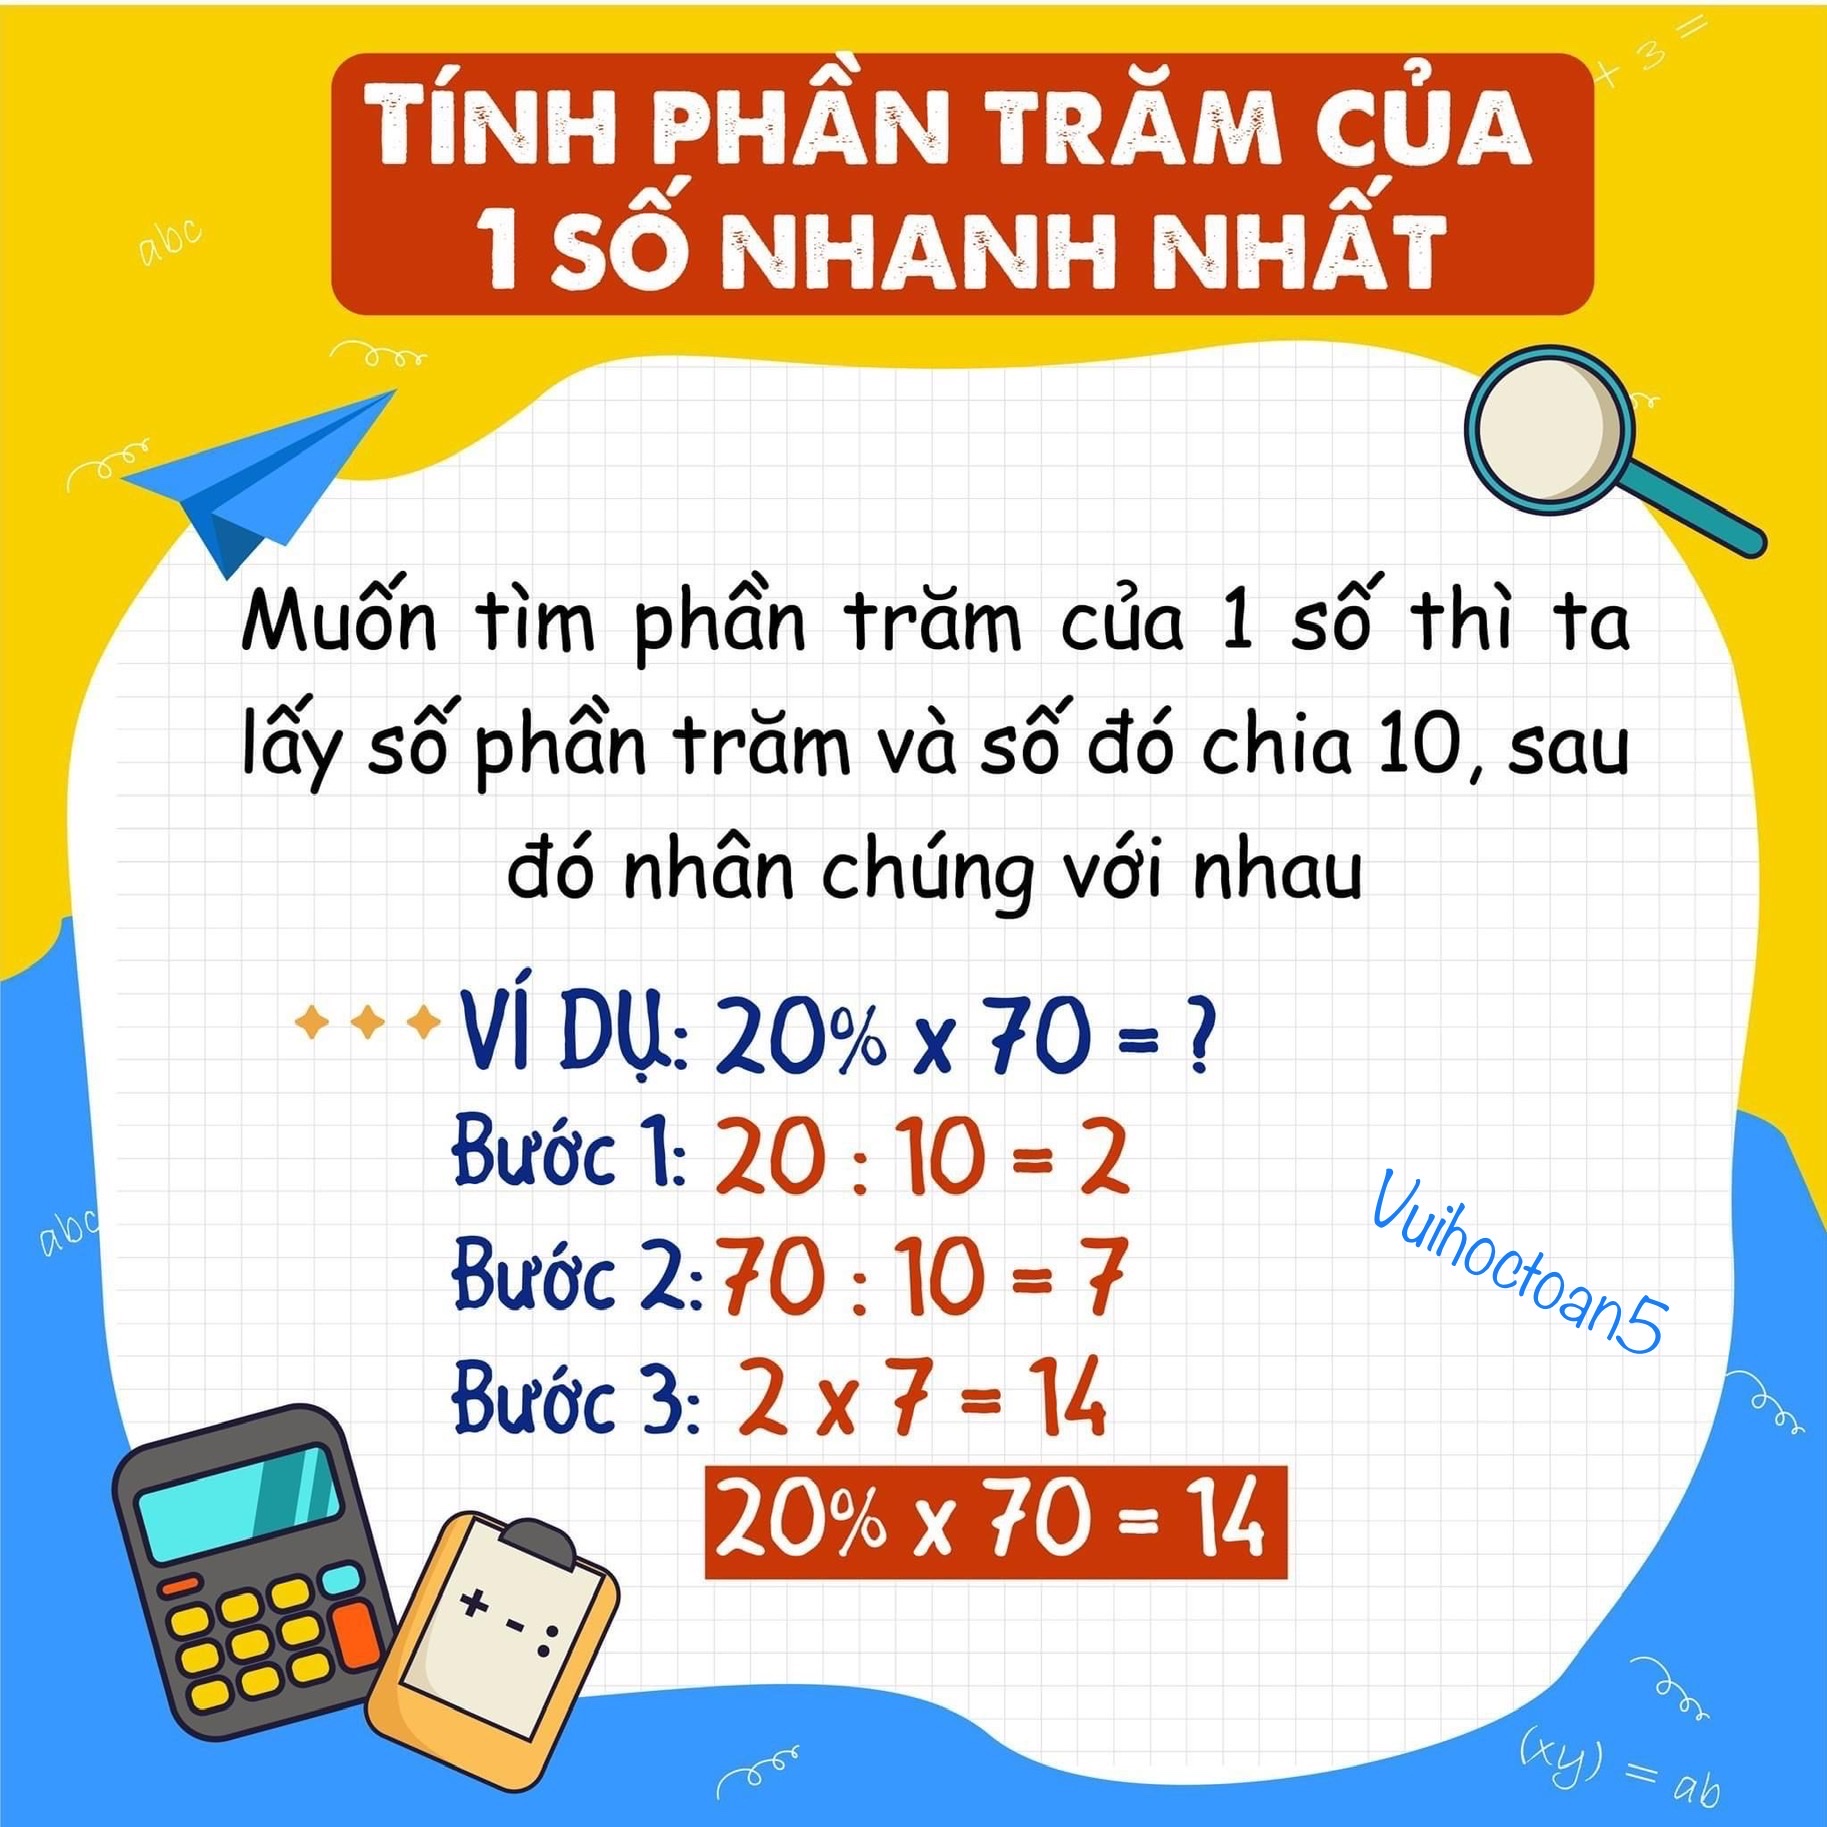 TÍNH PHẦN TRĂM CỦA
1 SỐ NHANH NHẤT
+ 3 =
abc
Muốn tìm phần trăm của 1 số thì ta
lấy số phần trăm và số đó chia 10, sau
đó nhân chúng với nhau
VÍ DỤ: 20% x 70 = ?
Bước 1: 20 : 10 = 2
Bước 2: 70 : 10 = 7
Bước 3: 2 x 7 = 14
20% x 70 = 14
Vuihoctoan5
abc
+ - :
(xy) = ab